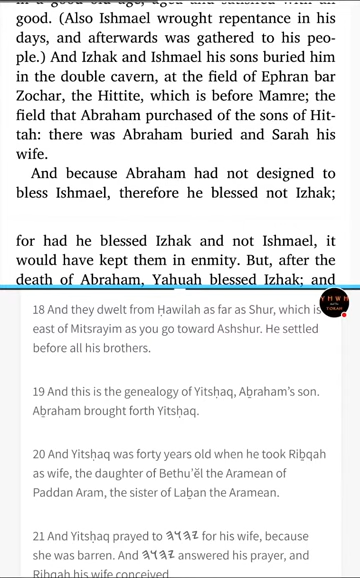 in a good old age, aged and satisfied with all
good. (Also Ishmael wrought repentance in his
days, and afterwards was gathered to his peo-
ple.) And Izhak and Ishmael his sons buried him
in the double cavern, at the field of Ephran bar
Zochar, the Hittite, which is before Mamre; the
field that Abraham purchased of the sons of Hit-
tah: there was Abraham buried and Sarah his
wife.
And because Abraham had not designed to
bless Ishmael, therefore he blessed not Izhak;
for had he blessed Izhak and not Ishmael, it
would have kept them in enmity. But, after the
death of Abraham, Yahuah blessed Izhak; and
18 And they dwelt from Ḥawilah as far as Shur, which is
east of Mitsrayim as you go toward Ashshur. He settled
before all his brothers.
19 And this is the genealogy of Yitsḥaq, Aḇraham’s son.
Aḇraham brought forth Yitsḥaq.
20 And Yitsḥaq was forty years old when he took Riḇqah
as wife, the daughter of Bethu’ĕl the Aramean of
Paddan Aram, the sister of Laḇan the Aramean.
21 And Yitsḥaq prayed to 𐤉𐤄𐤅𐤄 for his wife, because
she was barren. And 𐤉𐤄𐤅𐤄 answered his prayer, and
Riḇqah his wife conceived.